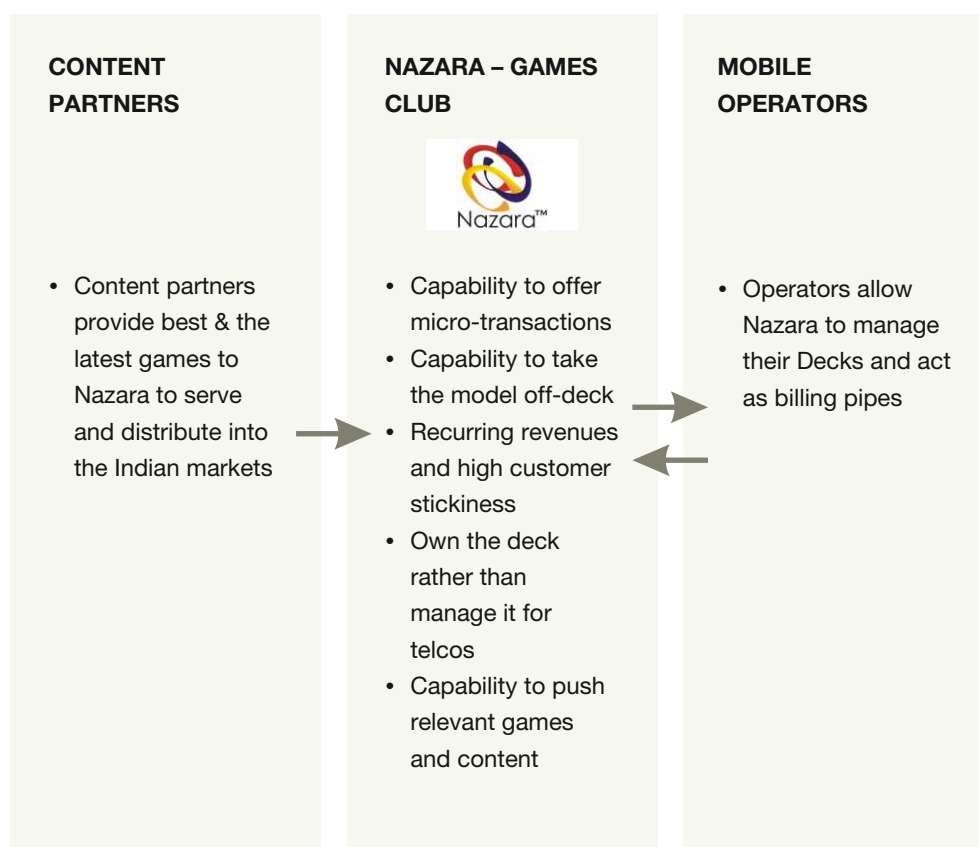 CONTENT
PARTNERS
• Content partners
provide best & the
latest games to
Nazara to serve
and distribute into
the Indian markets
NAZARA – GAMES
CLUB
Nazara™
• Capability to offer
micro-transactions
• Capability to take
the model off-deck
• Recurring revenues
and high customer
stickiness
• Own the deck
rather than
manage it for
telcos
• Capability to push
relevant games
and content
MOBILE
OPERATORS
• Operators allow
Nazara to manage
their Decks and act
as billing pipes